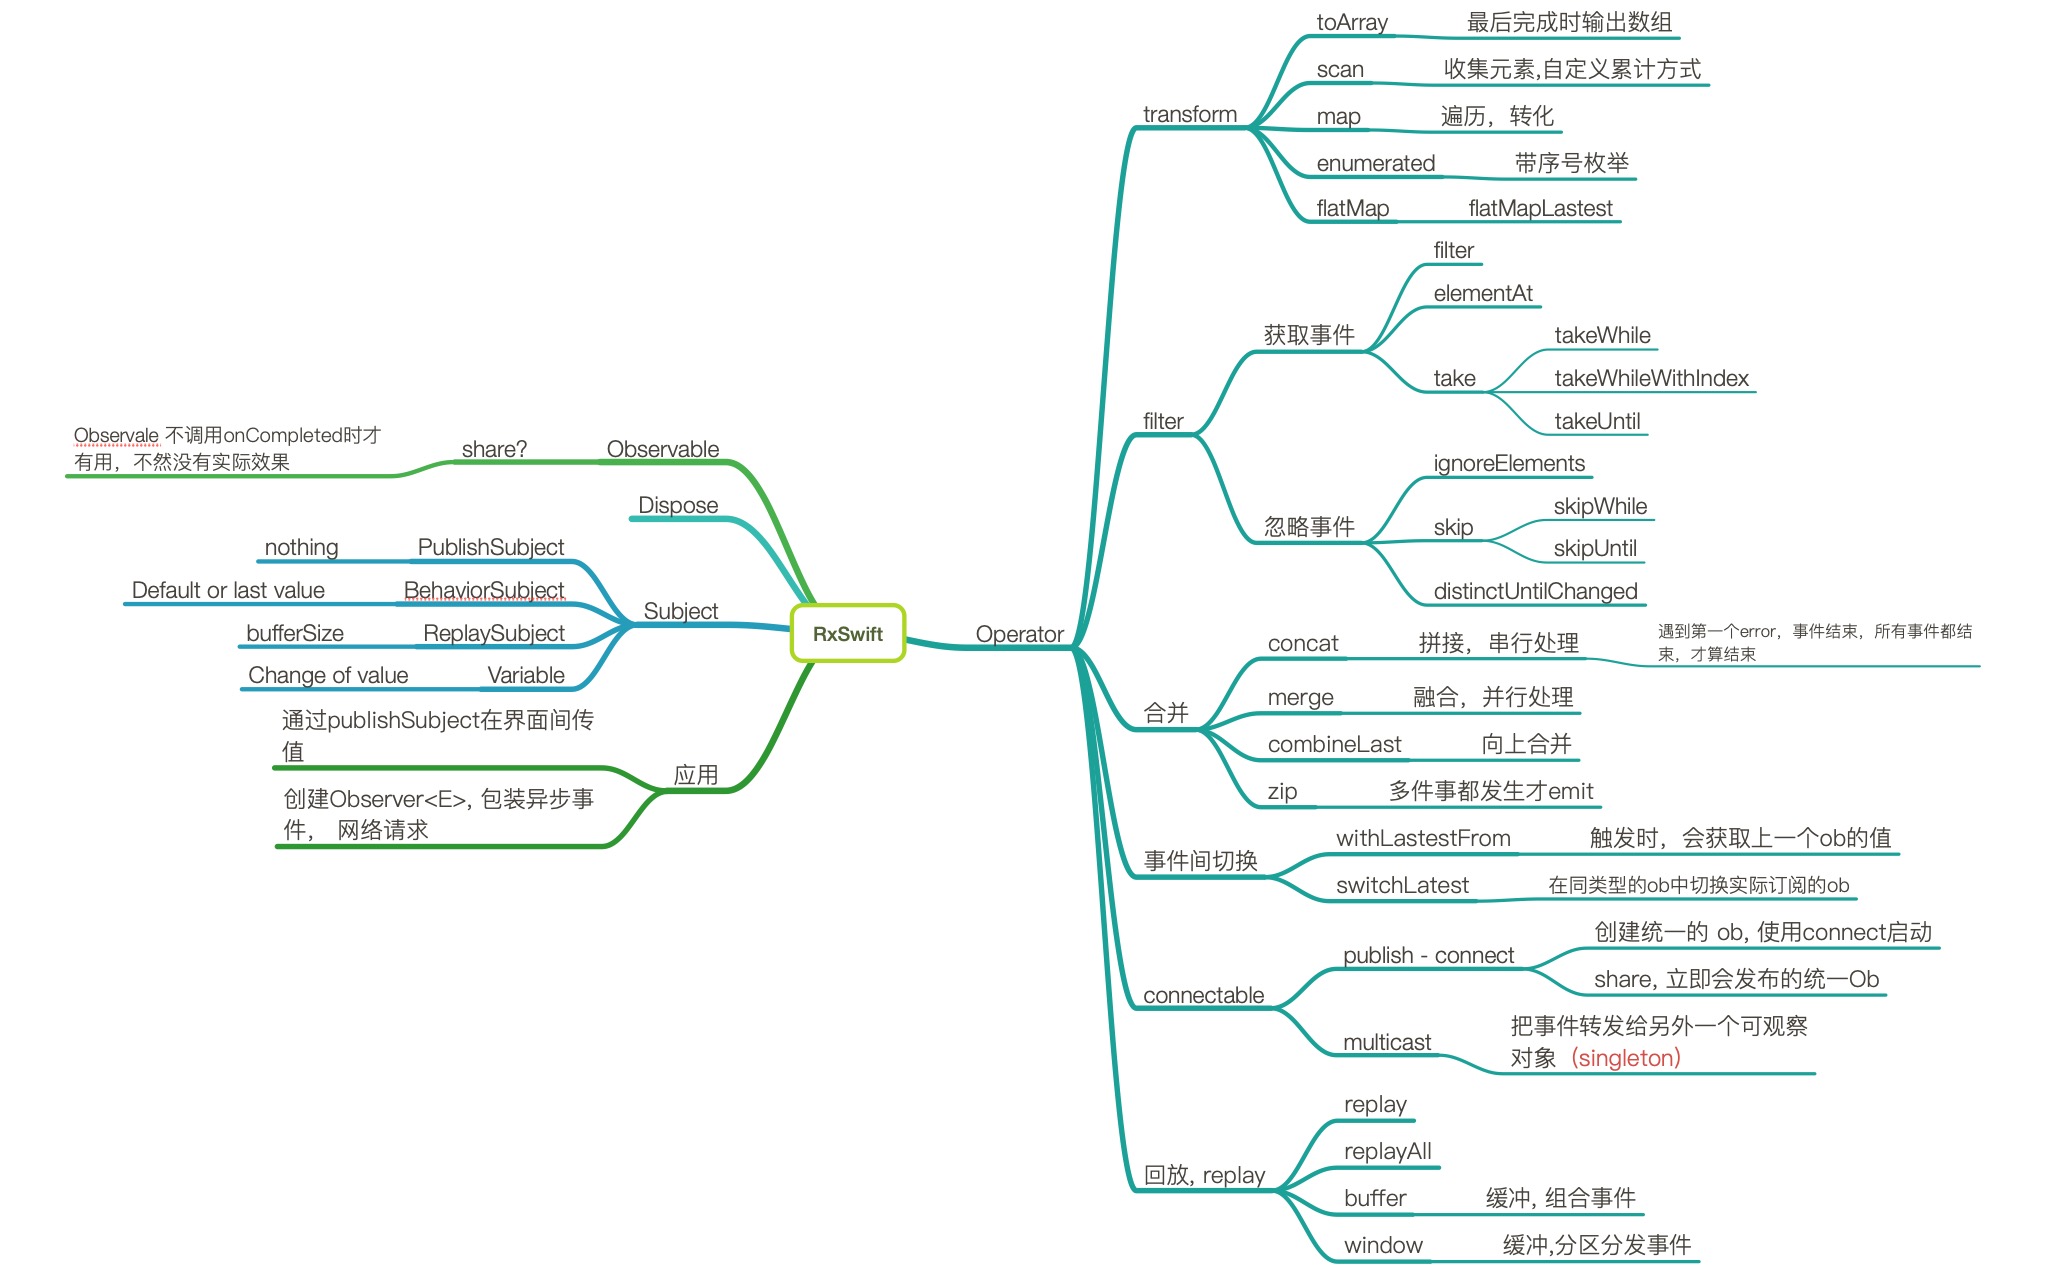 RxSwift
Observable
share?
Observale 不调用onCompleted时才
有用，不然没有实际效果
Dispose
Subject
PublishSubject
nothing
BehaviorSubject
Default or last value
ReplaySubject
bufferSize
Variable
Change of value
应用
通过publishSubject在界面间传
值
创建Observer<E>, 包装异步事
件， 网络请求
Operator
transform
toArray
最后完成时输出数组
scan
收集元素,自定义累计方式
map
遍历，转化
enumerated
带序号枚举
flatMap
flatMapLastest
filter
获取事件
filter
elementAt
take
takeWhile
takeWhileWithIndex
takeUntil
忽略事件
ignoreElements
skip
skipWhile
skipUntil
distinctUntilChanged
合并
concat
拼接，串行处理
遇到第一个error，事件结束，所有事件都结
束，才算结束
merge
融合，并行处理
combineLast
向上合并
zip
多件事都发生才emit
事件间切换
withLastestFrom
触发时，会获取上一个ob的值
switchLatest
在同类型的ob中切换实际订阅的ob
connectable
publish - connect
创建统一的 ob, 使用connect启动
share, 立即会发布的统一Ob
multicast
把事件转发给另外一个可观察
对象（singleton）
回放, replay
replay
replayAll
buffer
缓冲, 组合事件
window
缓冲,分区分发事件